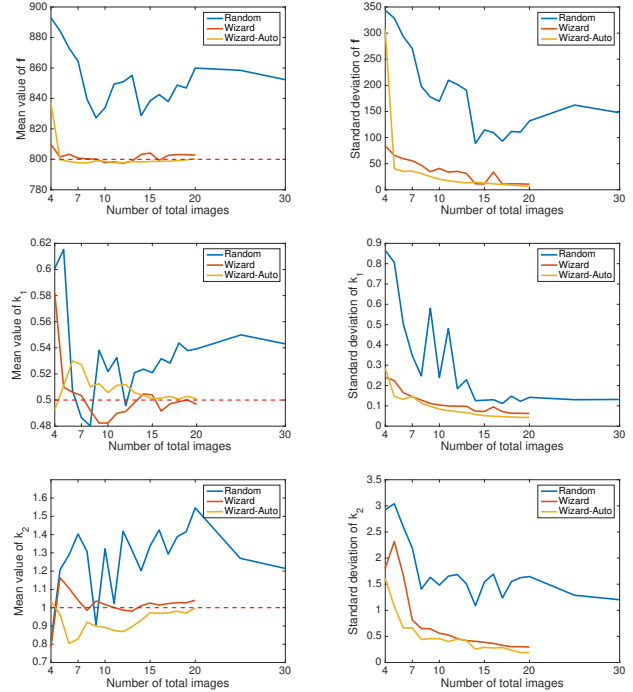 900
880
860
840
820
800
780
Mean value of f
Random
Wizard
Wizard-Auto
4 7 10 15 20 30
Number of total images
350
300
250
200
150
100
50
0
Standard deviation of f
Random
Wizard
Wizard-Auto
4 7 10 15 20 30
Number of total images
0.62
0.6
0.58
0.56
0.54
0.52
0.5
0.48
Mean value of k₁
Random
Wizard
Wizard-Auto
4 7 10 15 20 30
Number of total images
0.9
0.8
0.7
0.6
0.5
0.4
0.3
0.2
0.1
0
Standard deviation of k₁
Random
Wizard
Wizard-Auto
4 7 10 15 20 30
Number of total images
1.6
1.5
1.4
1.3
1.2
1.1
1
0.9
0.8
0.7
Mean value of k₂
Random
Wizard
Wizard-Auto
4 7 10 15 20 30
Number of total images
3.5
3
2.5
2
1.5
1
0.5
0
Standard deviation of k₂
Random
Wizard
Wizard-Auto
4 7 10 15 20 30
Number of total images